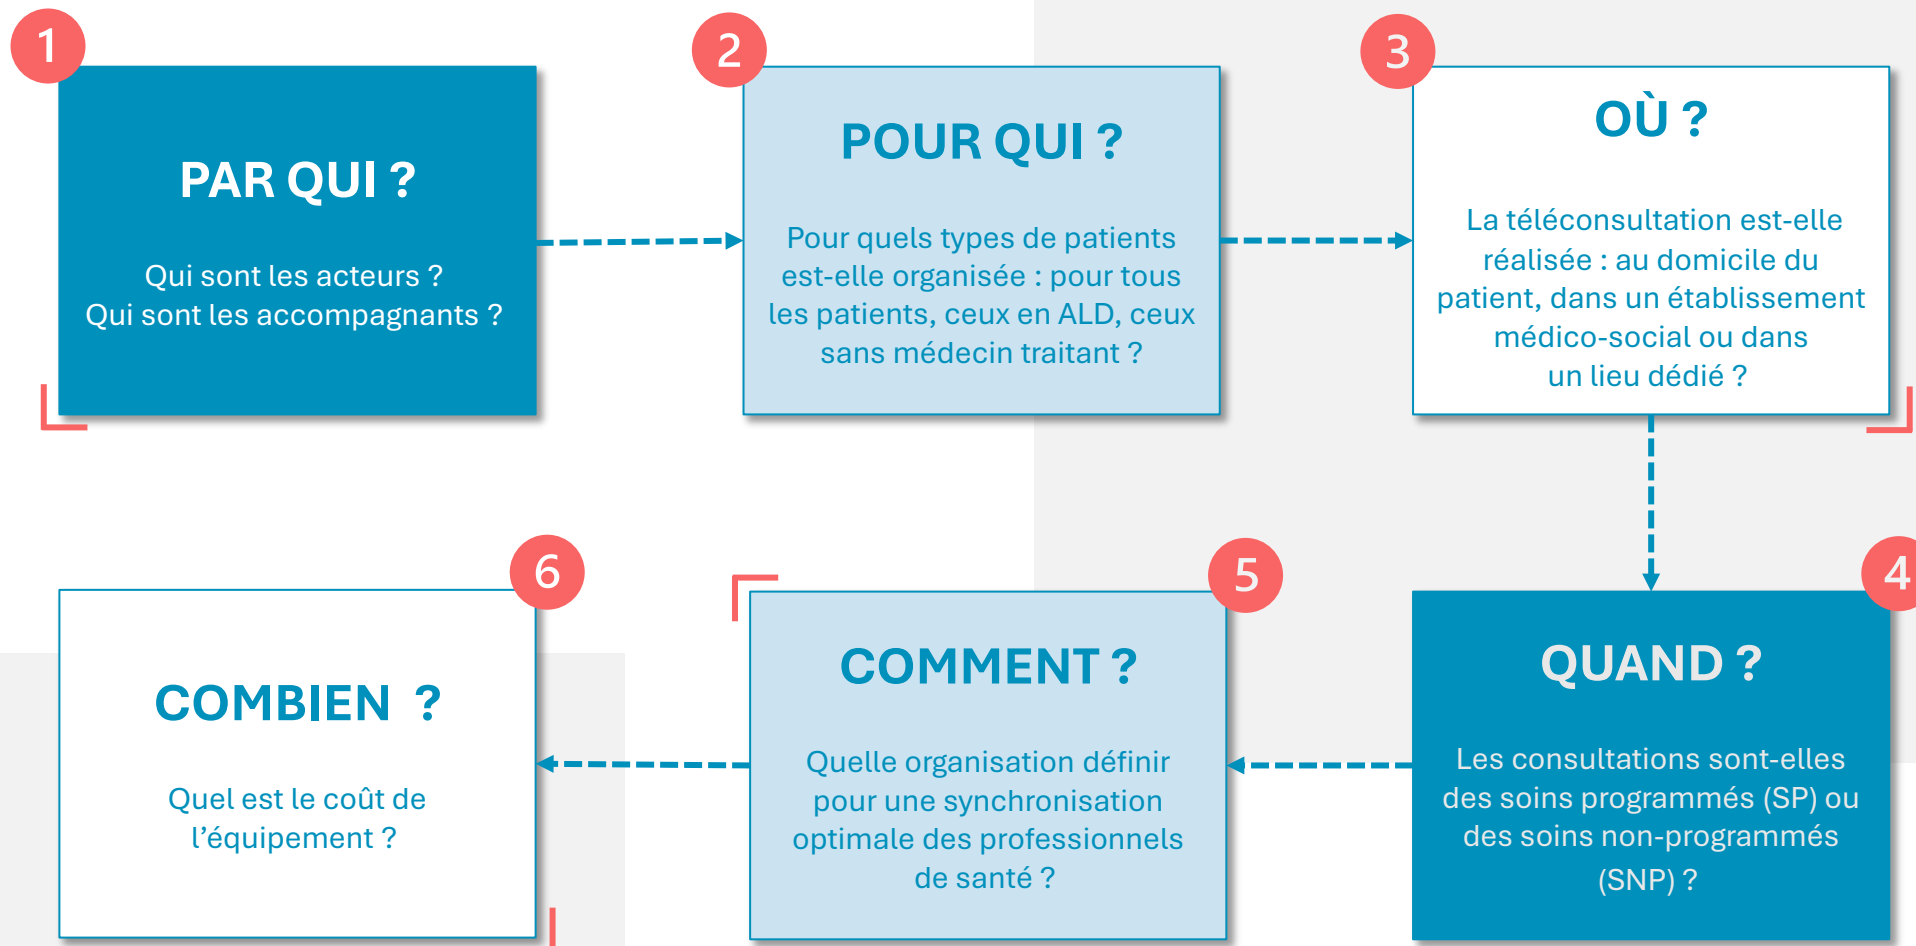 1
PAR QUI ?
Qui sont les acteurs ?
Qui sont les accompagnants ?
2
POUR QUI ?
Pour quels types de patients
est-elle organisée : pour tous
les patients, ceux en ALD, ceux
sans médecin traitant ?
3
OÙ ?
La téléconsultation est-elle
réalisée : au domicile du
patient, dans un établissement
médico-social ou dans
un lieu dédié ?
4
QUAND ?
Les consultations sont-elles
des soins programmés (SP) ou
des soins non-programmés
(SNP) ?
5
COMMENT ?
Quelle organisation définir
pour une synchronisation
optimale des professionnels
de santé ?
6
COMBIEN  ?
Quel est le coût de
l’équipement ?